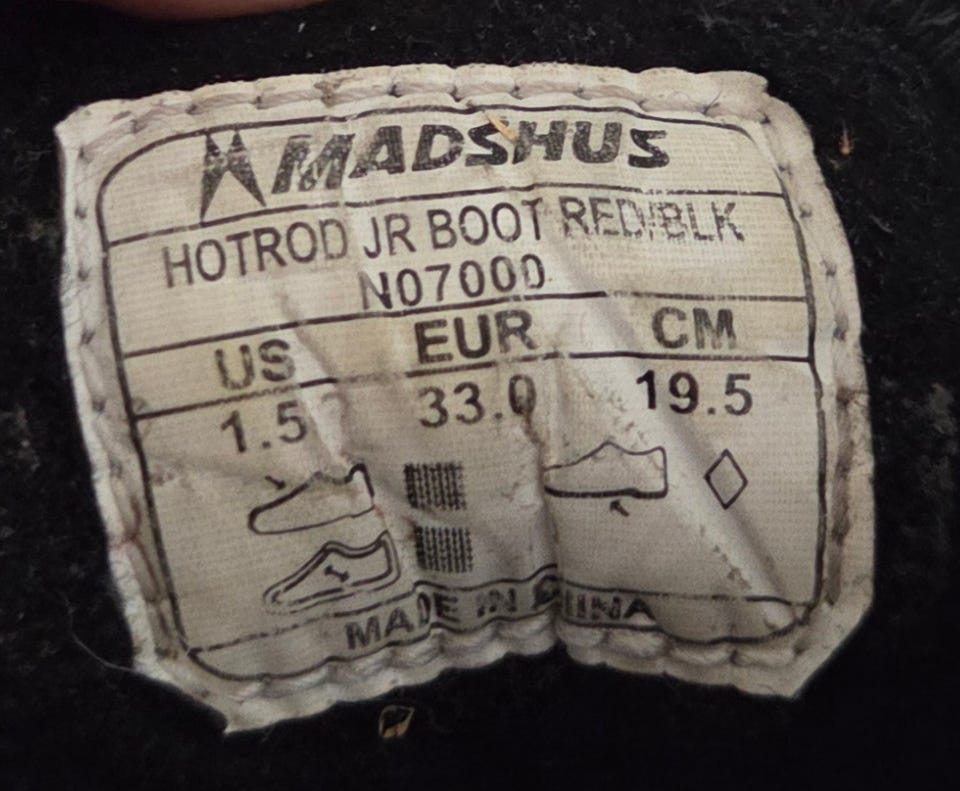 MADSHUS
HOTROD JR BOOT RED/BLK
N07000
US EUR CM
1.5 33.0 19.5
MADE IN CHINA